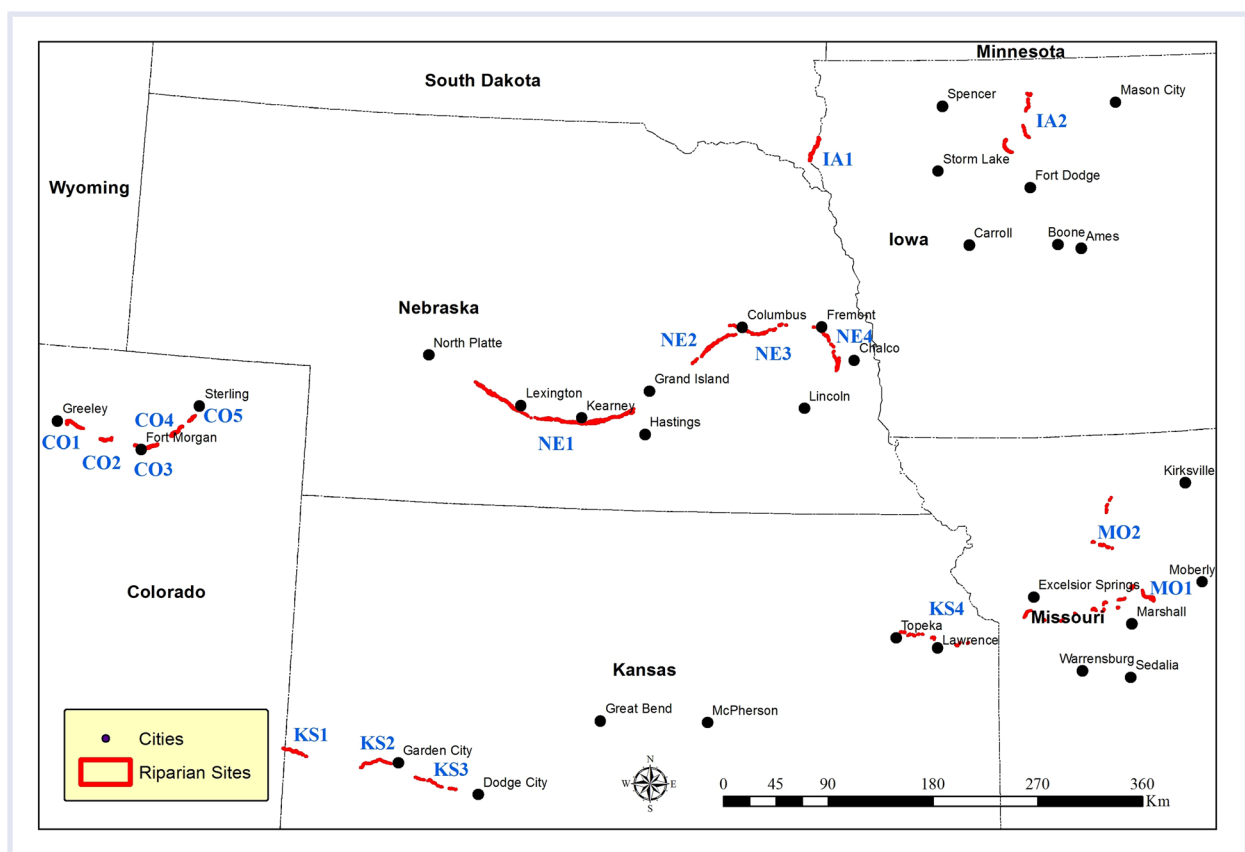 Minnesota
South Dakota
Spencer
Mason City
IA2
IA1
Storm Lake
Fort Dodge
Wyoming
Iowa
Carroll
Boone
Ames
Nebraska
Columbus
Fremont
NE2
NE3
NE4
North Platte
Chalco
Grand Island
Lexington
Sterling
Greeley
CO4
CO5
Kearney
Lincoln
Hastings
NE1
CO1
Fort Morgan
CO2
CO3
Kirksville
MO2
Colorado
Moberly
Excelsior Springs
MO1
KS4
Missouri
Marshall
Topeka
Lawrence
Warrensburg
Sedalia
Kansas
Great Bend
McPherson
KS1
KS2
Garden City
KS3
Dodge City
Cities
Riparian Sites
N
W
E
S
0 45 90 180 270 360
Km